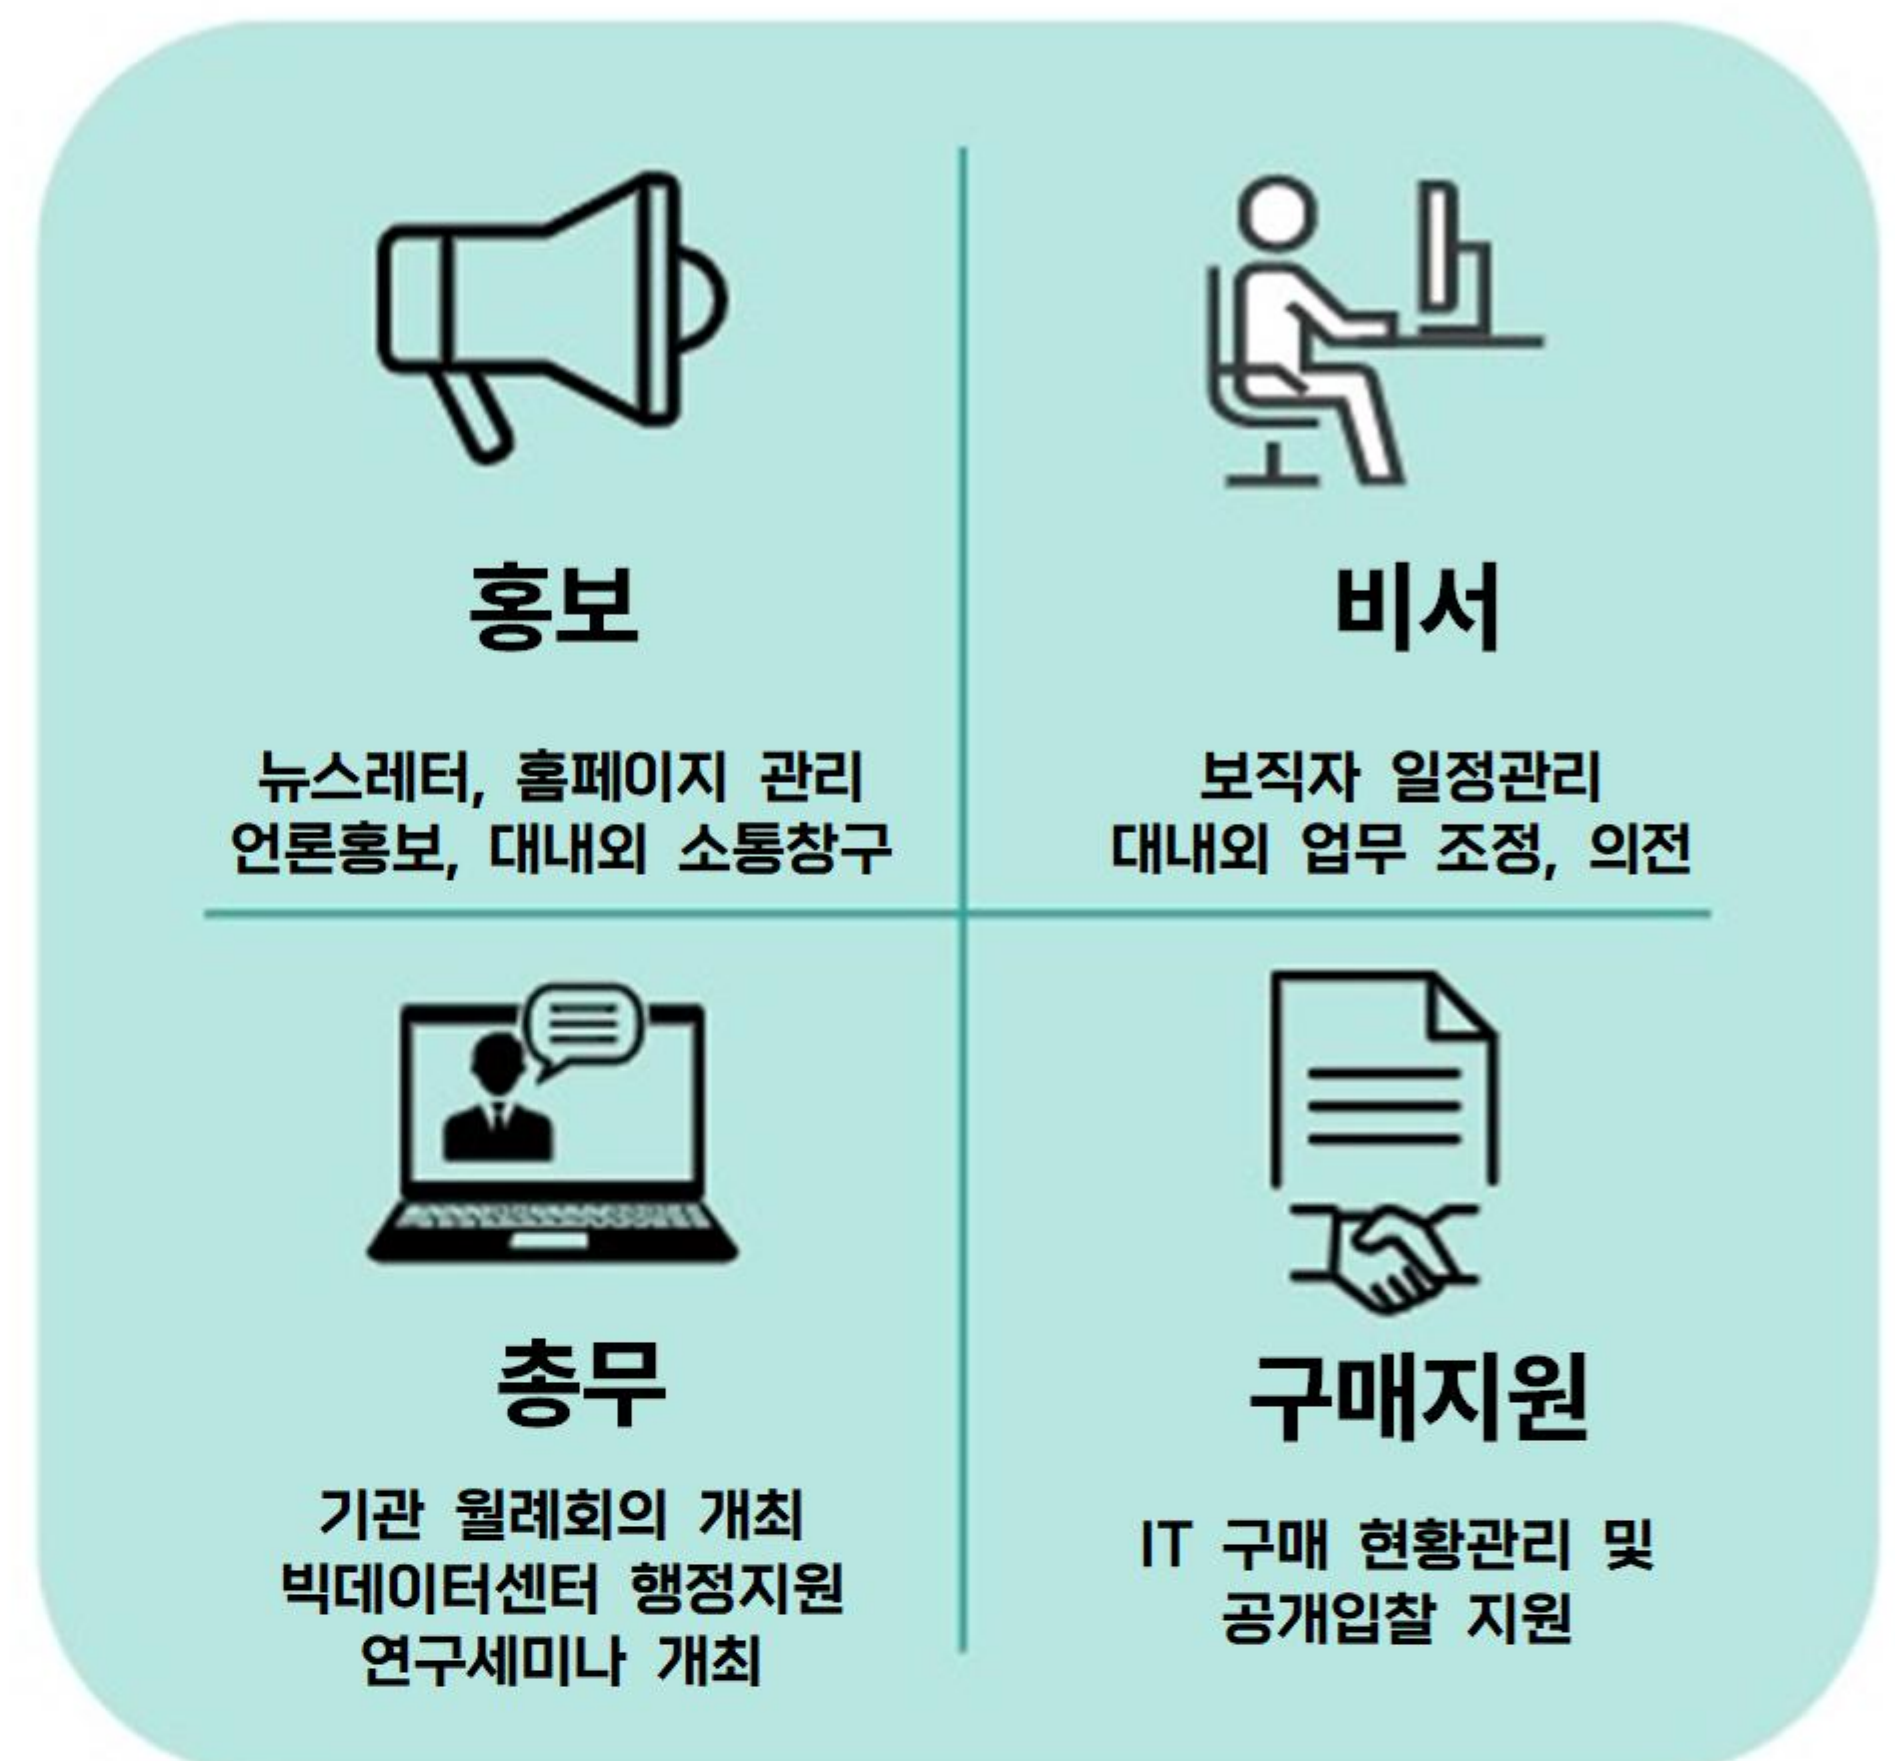 홍보
뉴스레터, 홈페이지 관리
언론홍보, 대내외 소통창구
비서
보직자 일정관리
대내외 업무 조정, 의전
총무
기관 월례회의 개최
빅데이터센터 행정지원
연구세미나 개최
구매지원
IT 구매 현황관리 및
공개입찰 지원